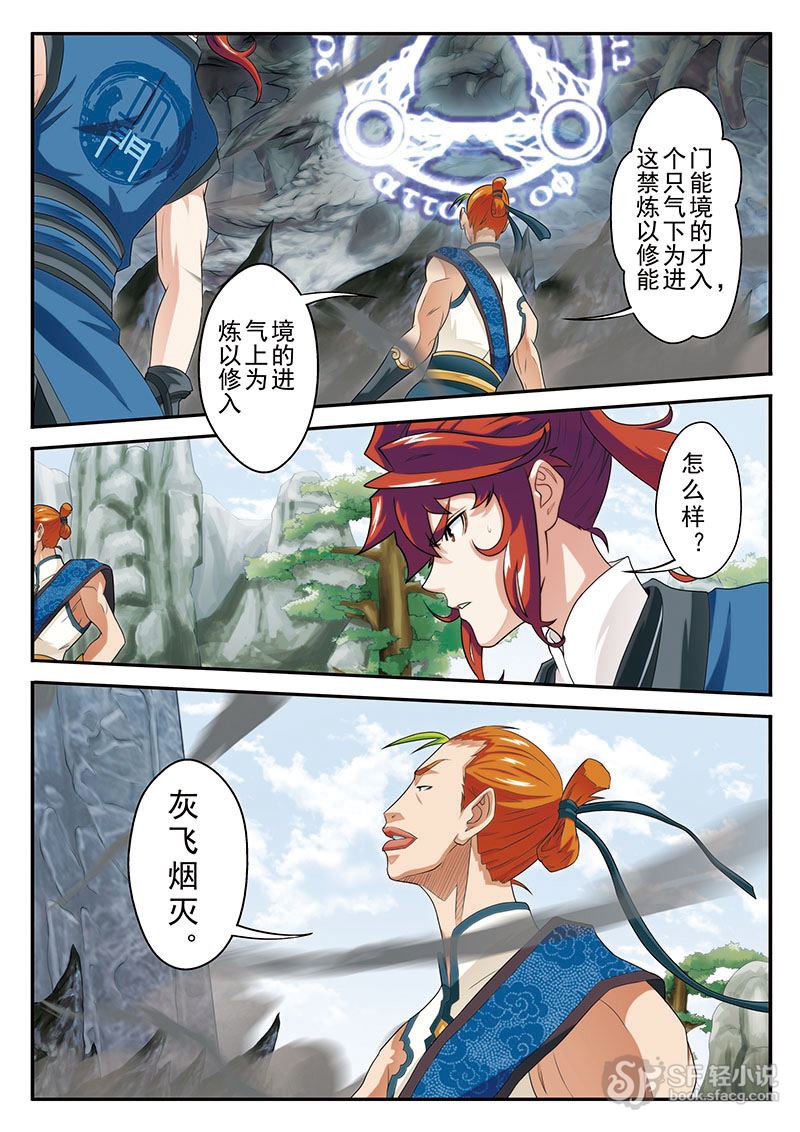 这个门
禁只能
炼气境
以下的
修为才
能进入，
炼气境
以上的
修为进
入
怎么样？
灰飞烟灭。
SF轻小说
book.sfacg.com